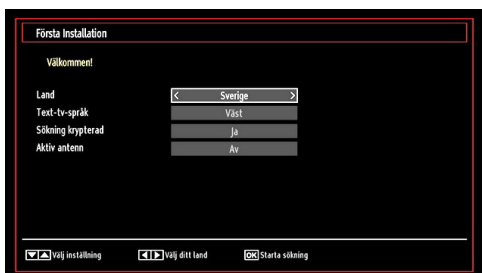 Första Installation
Välkommen!
Land < Sverige >
Text-tv-språk Väst
Sökning krypterad Ja
Aktiv antenn Av
Välj inställning Välj ditt land OK Starta sökning